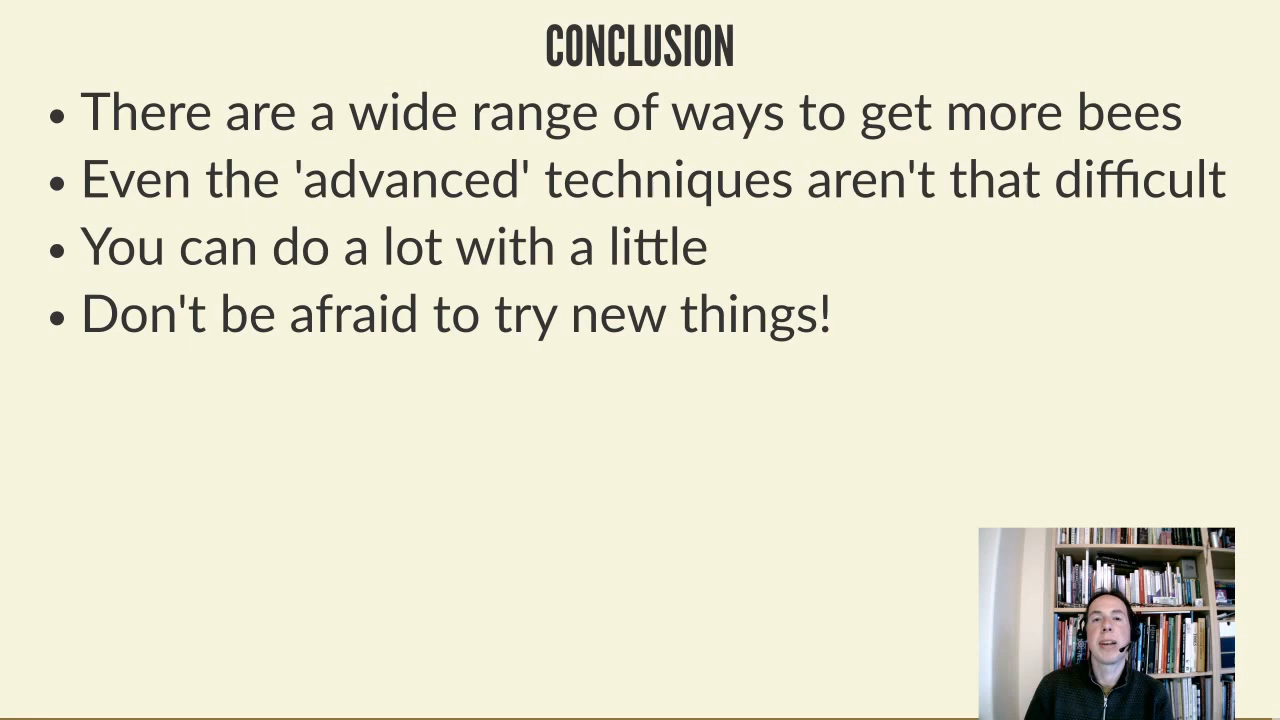 CONCLUSION
There are a wide range of ways to get more bees
Even the 'advanced' techniques aren't that difficult
You can do a lot with a little
Don't be afraid to try new things!